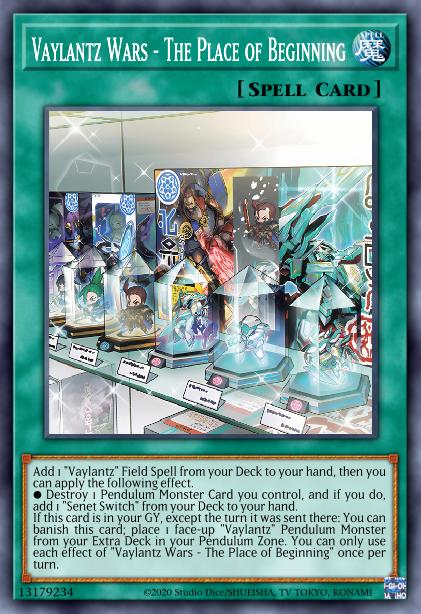 Vaylantz Wars - The Place of Beginning
SPELL
魔
[Spell Card]
Add 1 "Vaylantz" Field Spell from your Deck to your hand, then you
can apply the following effect.
● Destroy 1 Pendulum Monster Card you control, and if you do,
add 1 "Senet Switch" from your Deck to your hand.
If this card is in your GY, except the turn it was sent there: You can
banish this card; place 1 face-up "Vaylantz" Pendulum Monster
from your Extra Deck in your Pendulum Zone. You can only use
each effect of "Vaylantz Wars - The Place of Beginning" once per
turn.
13179234
©2020 Studio Dice/SHUEISHA, TV TOKYO, KONAMI